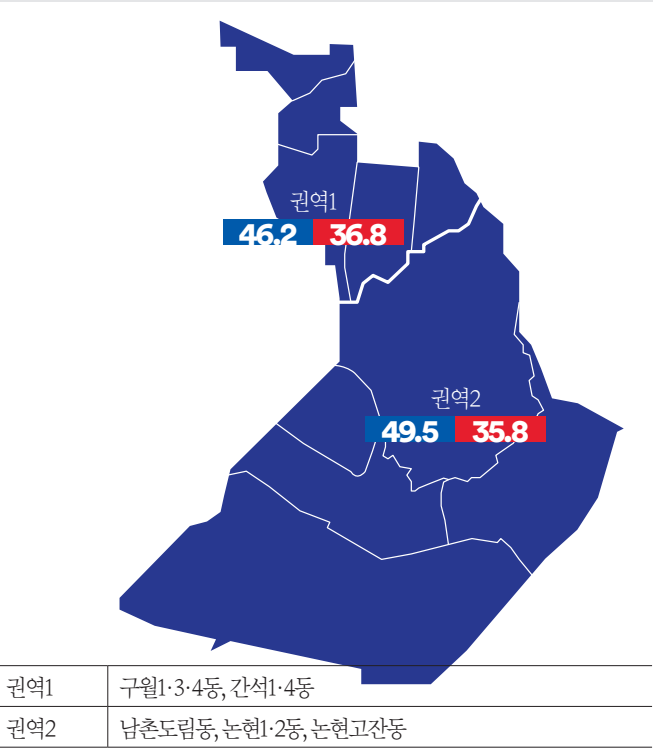 권역1
46.2 36.8
권역2
49.5 35.8
권역1 구월1·3·4동, 간석1·4동
권역2 남촌도림동, 논현1·2동, 논현고잔동